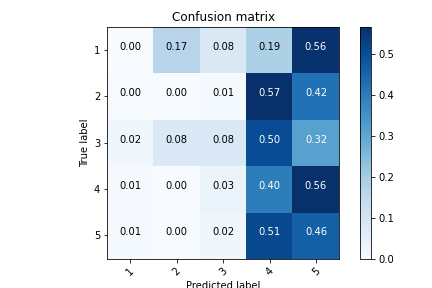 Confusion matrix
True label
1 0.00 0.17 0.08 0.19 0.56
2 0.00 0.00 0.01 0.57 0.42
3 0.02 0.08 0.08 0.50 0.32
4 0.01 0.00 0.03 0.40 0.56
5 0.01 0.00 0.02 0.51 0.46
1 2 3 4 5
Predicted label
0.5
0.4
0.3
0.2
0.1
0.0